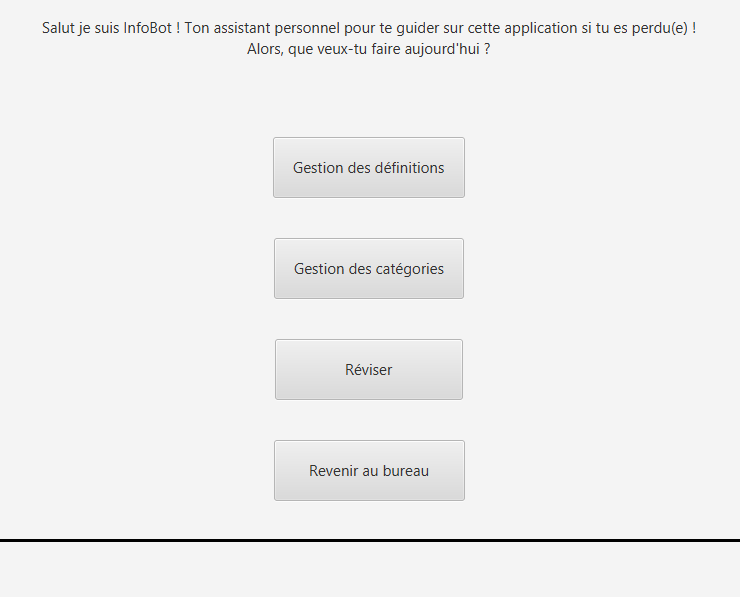 Salut je suis InfoBot ! Ton assistant personnel pour te guider sur cette application si tu es perdu(e) !
Alors, que veux-tu faire aujourd'hui ?
Gestion des définitions
Gestion des catégories
Réviser
Revenir au bureau